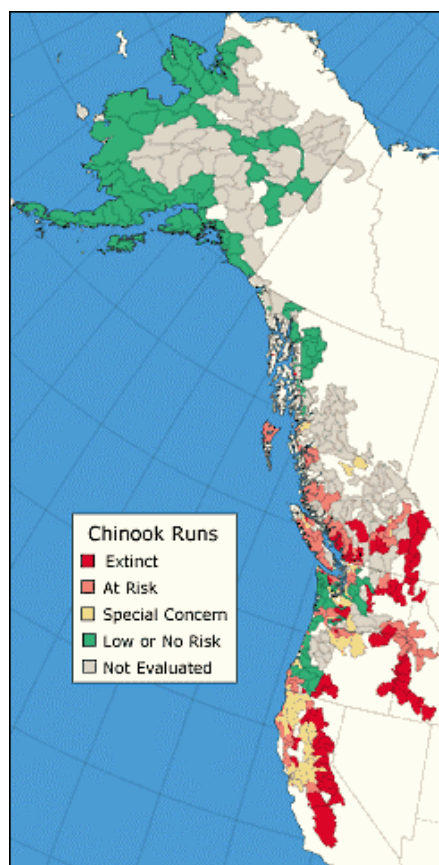 Chinook Runs
Extinct
At Risk
Special Concern
Low or No Risk
Not Evaluated